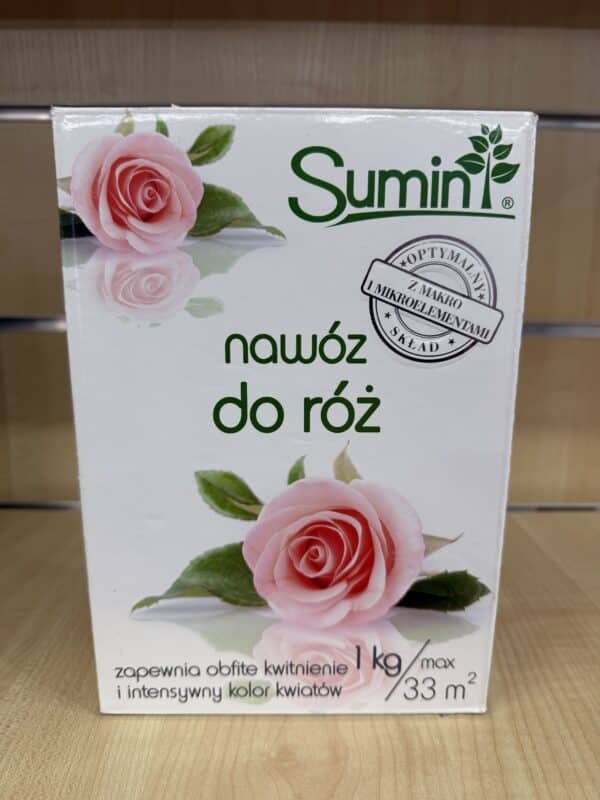 Sumin®
OPTYMALNY
Z MAKRO
I MIKROELEMENTAMI
SKŁAD
nawóz
do róż
zapewnia obfite kwitnienie
i intensywny kolor kwiatów
1 kg/max
33 m²